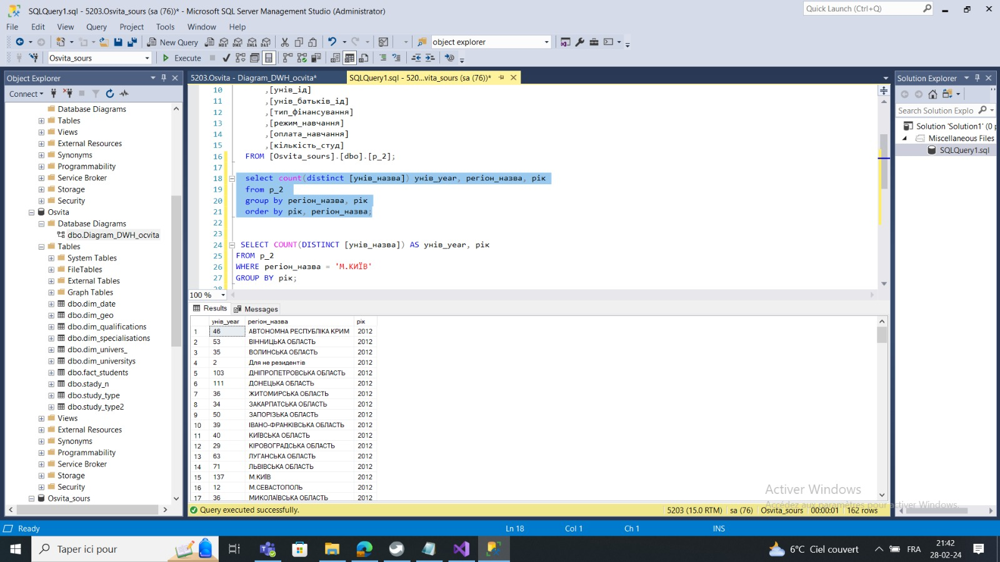 SQLQuery1.sql - 5203.Osvita_sours (sa (76))* - Microsoft SQL Server Management Studio (Administrator)
Quick Launch (Ctrl+Q)
File Edit View Query Project Tools Window Help
New Query
MDX DMX XMLA DAX
object explorer
Osvita_sours
Execute
Object Explorer
Connect
Database Diagrams
Tables
Views
External Resources
Synonyms
Programmability
Service Broker
Storage
Security
Osvita
Database Diagrams
dbo.Diagram_DWH_ocvita
Tables
System Tables
FileTables
External Tables
Graph Tables
dbo.dim_date
dbo.dim_geo
dbo.dim_qualifications
dbo.dim_specialisations
dbo.dim_univers_
dbo.dim_universitys
dbo.fact_students
dbo.stady_n
dbo.study_type
dbo.study_type2
Views
External Resources
Synonyms
Programmability
Service Broker
Storage
Security
Osvita_sours
5203.Osvita - Diagram_DWH_ocvita*
SQLQuery1.sql - 520...vita_sours (sa (76))*
10 ,[унів_ід]
11 ,[унів_батьків_ід]
12 ,[тип_фінансування]
13 ,[режим_навчання]
14 ,[оплата_навчання]
15 ,[кількість_студ]
16 FROM [Osvita_sours].[dbo].[p_2];
17
18 select count(distinct [унів_назва]) унів_year, регіон_назва, рік
19 from p_2
20 group by регіон_назва, рік
21 order by рік, регіон_назва;
22
23
24 SELECT COUNT(DISTINCT [унів_назва]) AS унів_year, рік
25 FROM p_2
26 WHERE регіон_назва = 'М.КИЇВ'
27 GROUP BY рік;
28
100 %
Results Messages
унів_year регіон_назва рік
1 46 АВТОНОМНА РЕСПУБЛІКА КРИМ 2012
2 53 ВІННИЦЬКА ОБЛАСТЬ 2012
3 35 ВОЛИНСЬКА ОБЛАСТЬ 2012
4 2 Для не резидентів 2012
5 103 ДНІПРОПЕТРОВСЬКА ОБЛАСТЬ 2012
6 111 ДОНЕЦЬКА ОБЛАСТЬ 2012
7 36 ЖИТОМИРСЬКА ОБЛАСТЬ 2012
8 34 ЗАКАРПАТСЬКА ОБЛАСТЬ 2012
9 50 ЗАПОРІЗЬКА ОБЛАСТЬ 2012
10 39 ІВАНО-ФРАНКІВСЬКА ОБЛАСТЬ 2012
11 40 КИЇВСЬКА ОБЛАСТЬ 2012
12 29 КІРОВОГРАДСЬКА ОБЛАСТЬ 2012
13 63 ЛУГАНСЬКА ОБЛАСТЬ 2012
14 71 ЛЬВІВСЬКА ОБЛАСТЬ 2012
15 137 М.КИЇВ 2012
16 12 М.СЕВАСТОПОЛЬ 2012
17 36 МИКОЛАЇВСЬКА ОБЛАСТЬ 2012
Query executed successfully.
5203 (15.0 RTM) sa (76) Osvita_sours 00:00:01 162 rows
Solution Explorer
Search Solution Explo
Solution 'Solution1' (0 p
Miscellaneous Files
SQLQuery1.sql
Activer Windows
Accédez aux paramètres pour activer Windows.
Ready Ln 18 Col 1 Ch 1 INS
Taper ici pour
6°C Ciel couvert
FRA
21:42
28-02-24